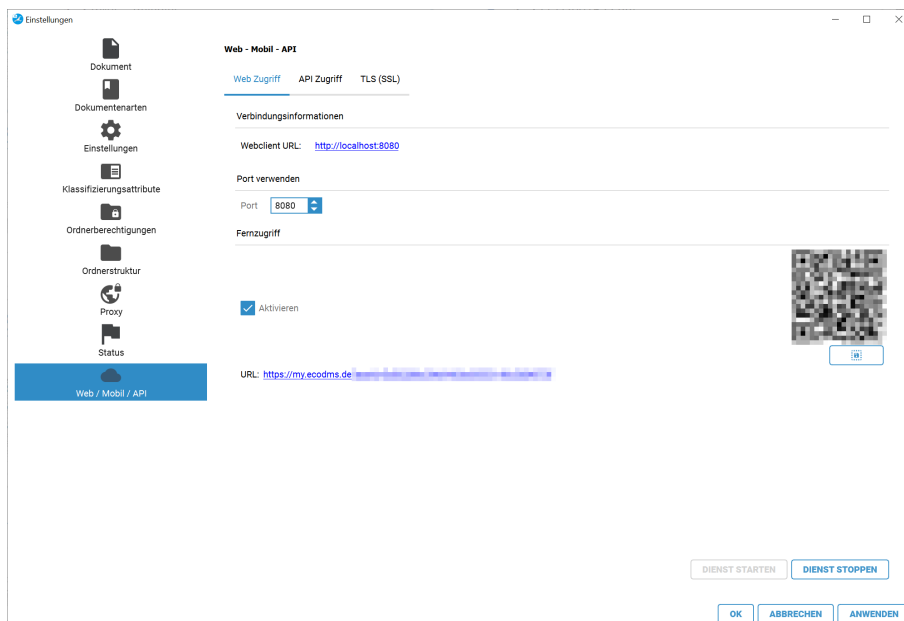 Einstellungen
Dokument
Dokumentenarten
Einstellungen
Klassifizierungsattribute
Ordnerberechtigungen
Ordnerstruktur
Proxy
Status
Web / Mobil / API
Web - Mobil - API
Web Zugriff API Zugriff TLS (SSL)
Verbindungsinformationen
Webclient URL: http://localhost:8080
Port verwenden
Port 8080
Fernzugriff
Aktivieren
URL: https://my.ecodms.de
DIENST STARTEN DIENST STOPPEN
OK ABBRECHEN ANWENDEN